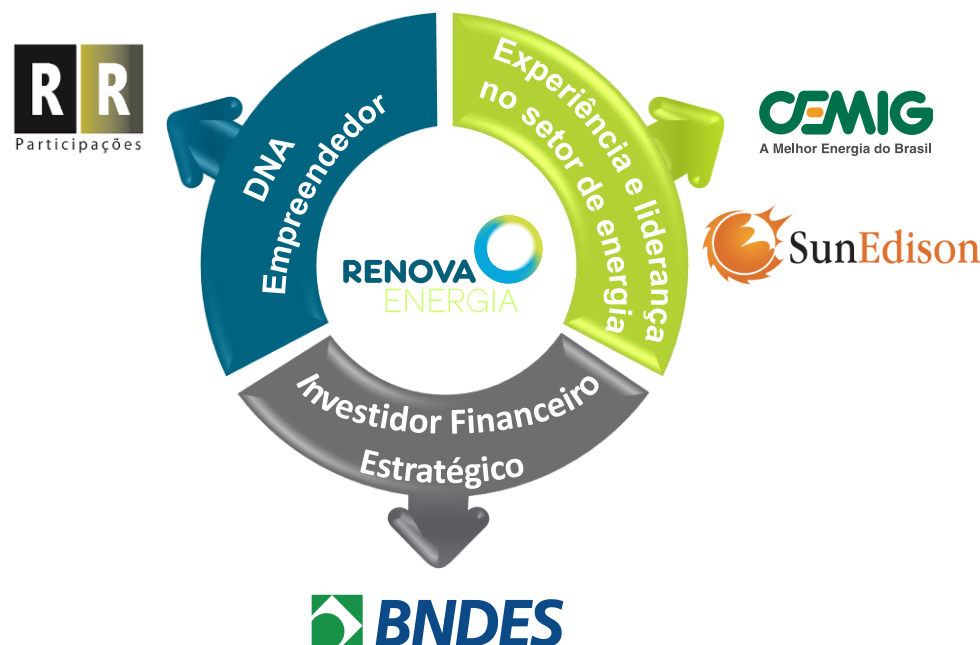 RR
Participações
DNA
Empreendedor
Experiência e liderança
no setor de energia
CEMIG
A Melhor Energia do Brasil
SunEdison
RENOVA
ENERGIA
Investidor Financeiro
Estratégico
BNDES